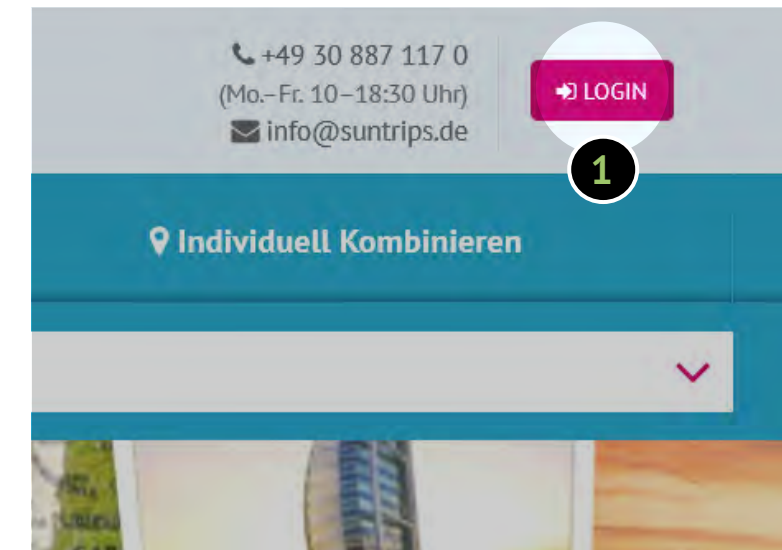 +49 30 887 117 0
(Mo.–Fr. 10–18:30 Uhr)
info@suntrips.de
LOGIN
1
Individuell Kombinieren